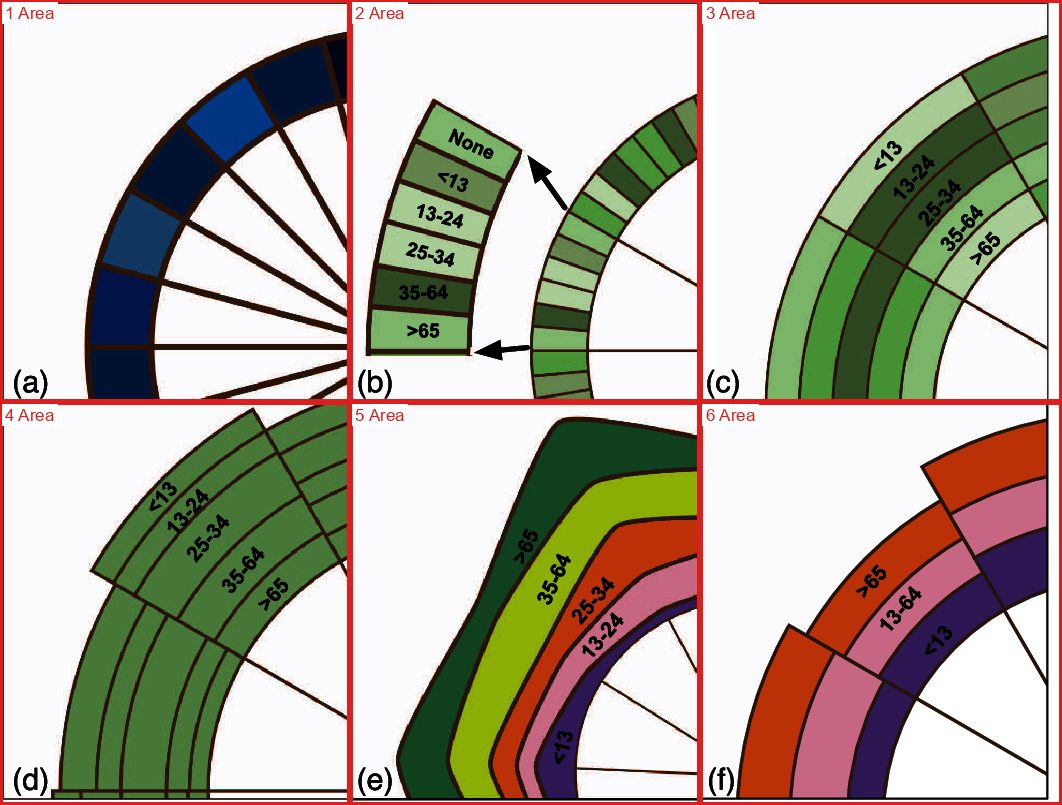 1 Area
(a)
2 Area
None
<13
13-24
25-34
35-64
>65
(b)
3 Area
<13
13-24
25-34
35-64
>65
(c)
4 Area
<13
13-24
25-34
35-64
>65
(d)
5 Area
>65
35-64
25-34
13-24
<13
(e)
6 Area
>65
13-64
<13
(f)